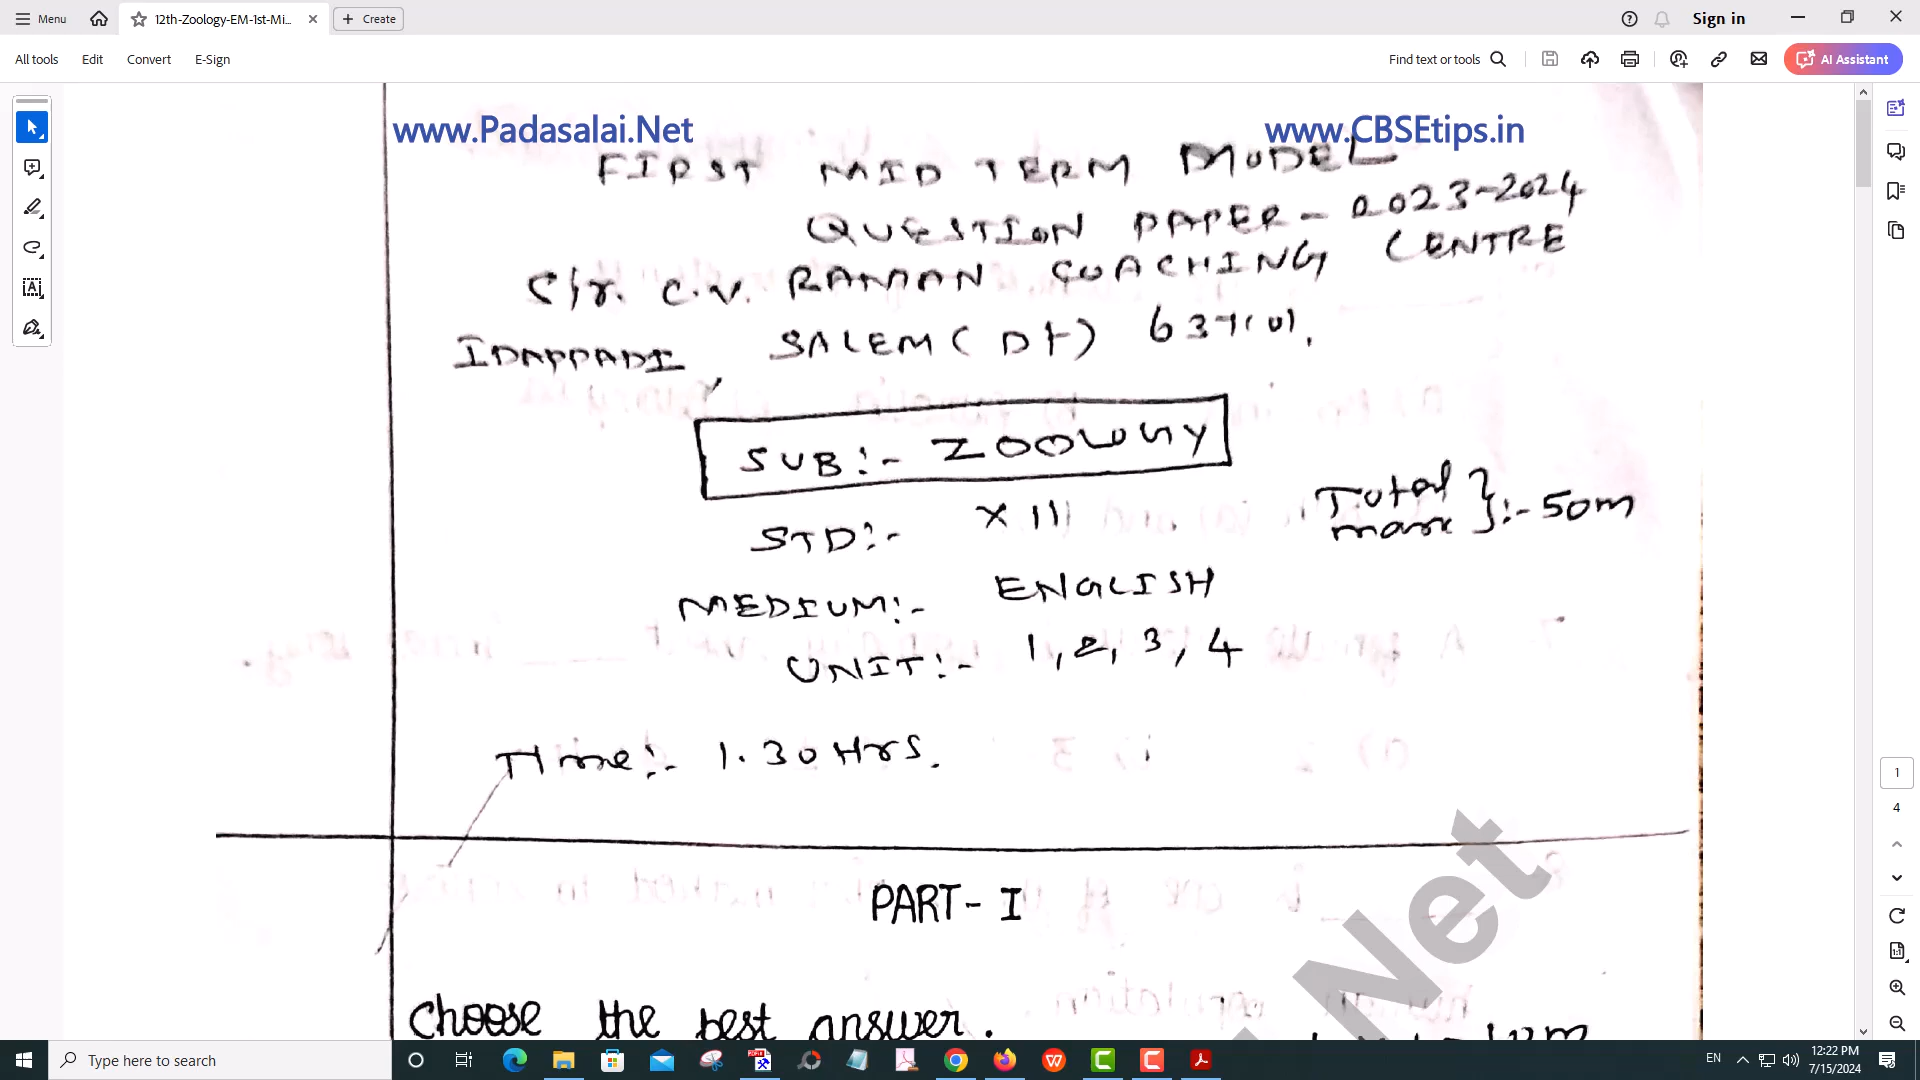 Menu
12th-Zoology-EM-1st-Mi...
Create
Sign in
All tools Edit Convert E-Sign
Find text or tools
AI Assistant
www.Padasalai.Net www.CBSEtips.in
FIRST MID TERM MODEL
QUESTION PAPER - 2023-2024
C/r. C.V. RAMAN COACHING CENTRE
IDAPPADI, SALEM (Dt) 637101.
SUB:- ZOOLOGY
STD:- XII
Total mark }:- 50m
MEDIUM:- ENGLISH
UNIT:- 1, 2, 3, 4
Time:- 1.30 Hrs.
PART- I
Choose the best answer.
Net
1
4
Type here to search
EN
12:22 PM
7/15/2024